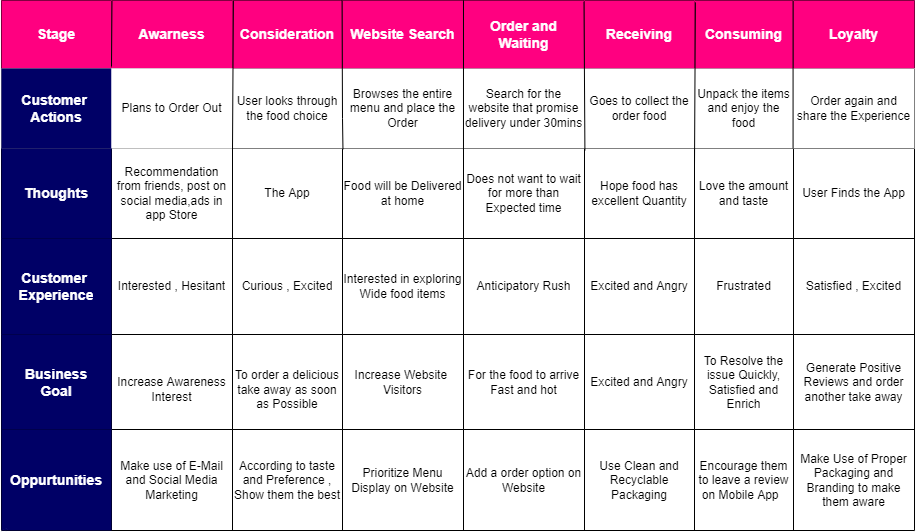 Stage
Awarness
Consideration
Website Search
Order and
Waiting
Receiving
Consuming
Loyalty
Customer
Actions
Plans to Order Out
User looks through
the food choice
Browses the entire
menu and place the
Order
Search for the
website that promise
delivery under 30mins
Goes to collect the
order food
Unpack the items
and enjoy the
food
Order again and
share the Experience
Thoughts
Recommendation
from friends, post on
social media,ads in
app Store
The App
Food will be Delivered
at home
Does not want to wait
for more than
Expected time
Hope food has
excellent Quantity
Love the amount
and taste
User Finds the App
Customer
Experience
Interested , Hesitant
Curious , Excited
Interested in exploring
Wide food items
Anticipatory Rush
Excited and Angry
Frustrated
Satisfied , Excited
Business
Goal
Increase Awareness
Interest
To order a delicious
take away as soon
as Possible
Increase Website
Visitors
For the food to arrive
Fast and hot
Excited and Angry
To Resolve the
issue Quickly,
Satisfied and
Enrich
Generate Positive
Reviews and order
another take away
Oppurtunities
Make use of E-Mail
and Social Media
Marketing
According to taste
and Preference ,
Show them the best
Prioritize Menu
Display on Website
Add a order option on
Website
Use Clean and
Recyclable
Packaging
Encourage them
to leave a review
on Mobile App
Make Use of Proper
Packaging and
Branding to make
them aware